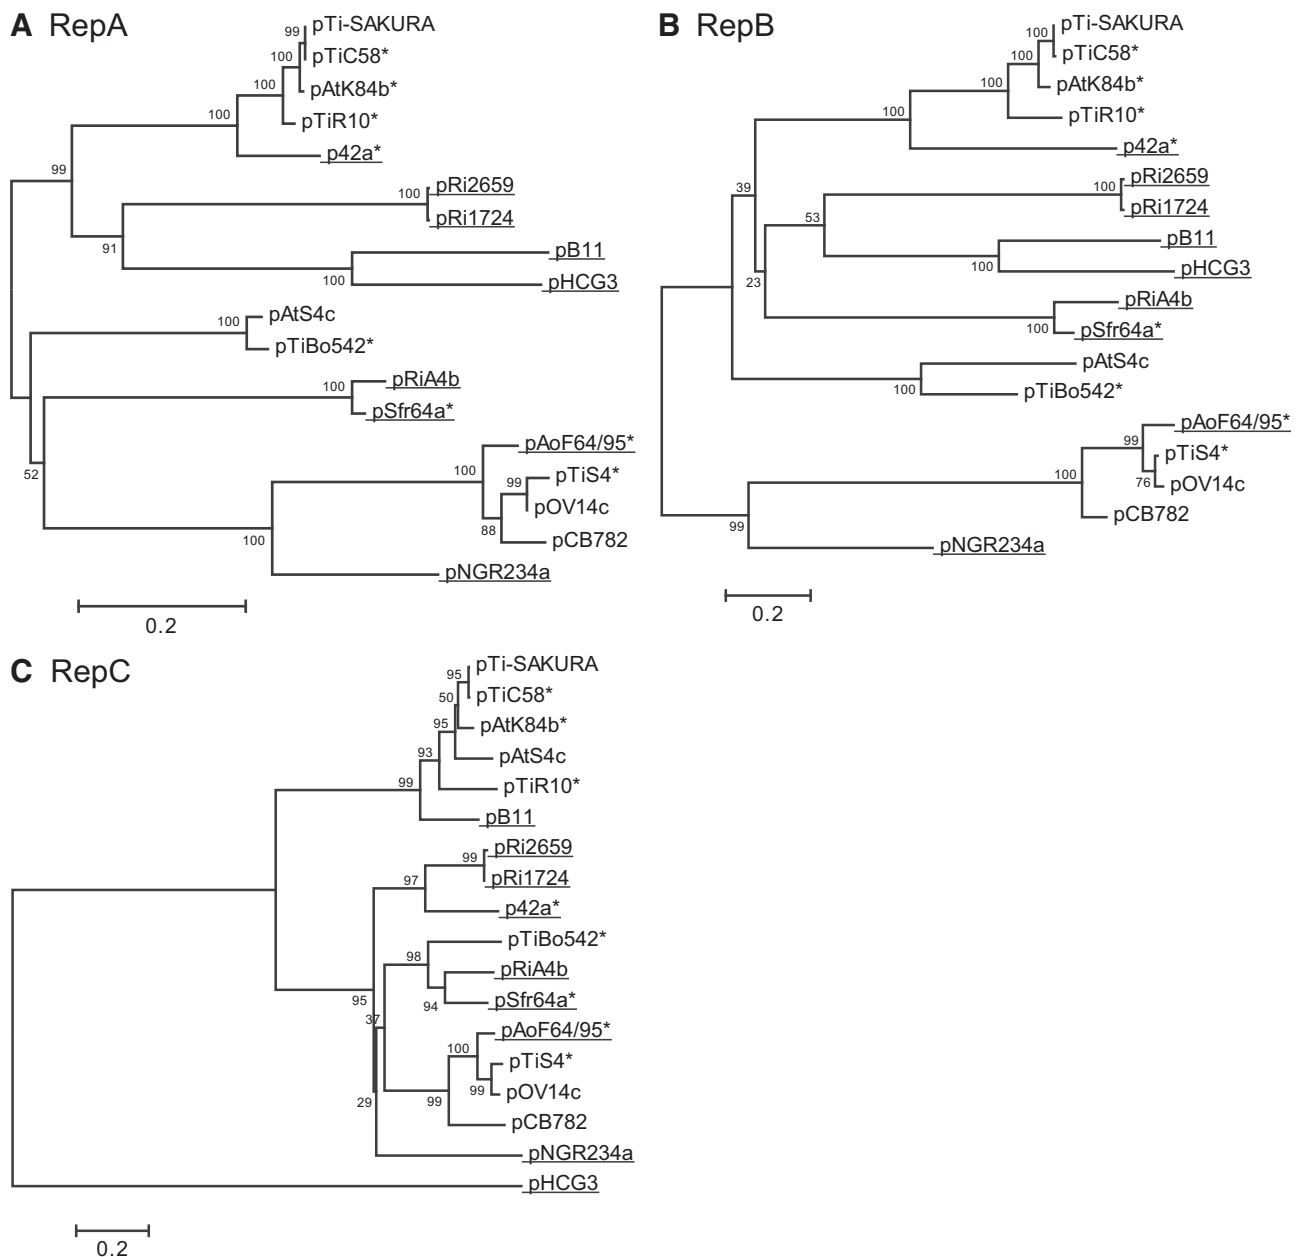 A RepA
99 pTi-SAKURA
pTiC58*
100
pAtK84b*
100
pTiR10*
100
p42a*
99
pRi2659
100
pRi1724
91
pB11
100
pHCG3
pAtS4c
100
pTiBo542*
pRiA4b
100
pSfr64a*
52
pAoF64/95*
100
pTiS4*
99
pOV14c
88
pCB782
100
pNGR234a
0.2
B RepB
pTi-SAKURA
100
pTiC58*
100
pAtK84b*
100
pTiR10*
100
p42a*
39
pRi2659
100
pRi1724
53
pB11
100
pHCG3
23
pRiA4b
100
pSfr64a*
pAtS4c
100
pTiBo542*
pAoF64/95*
99
pTiS4*
76
pOV14c
100
pCB782
99
pNGR234a
0.2
C RepC
pTi-SAKURA
95
pTiC58*
50
pAtK84b*
95
pAtS4c
93
pTiR10*
99
pB11
pRi2659
99
pRi1724
97
p42a*
pTiBo542*
98
pRiA4b
94
pSfr64a*
95
37
pAoF64/95*
100
pTiS4*
99
pOV14c
99
pCB782
29
pNGR234a
pHCG3
0.2